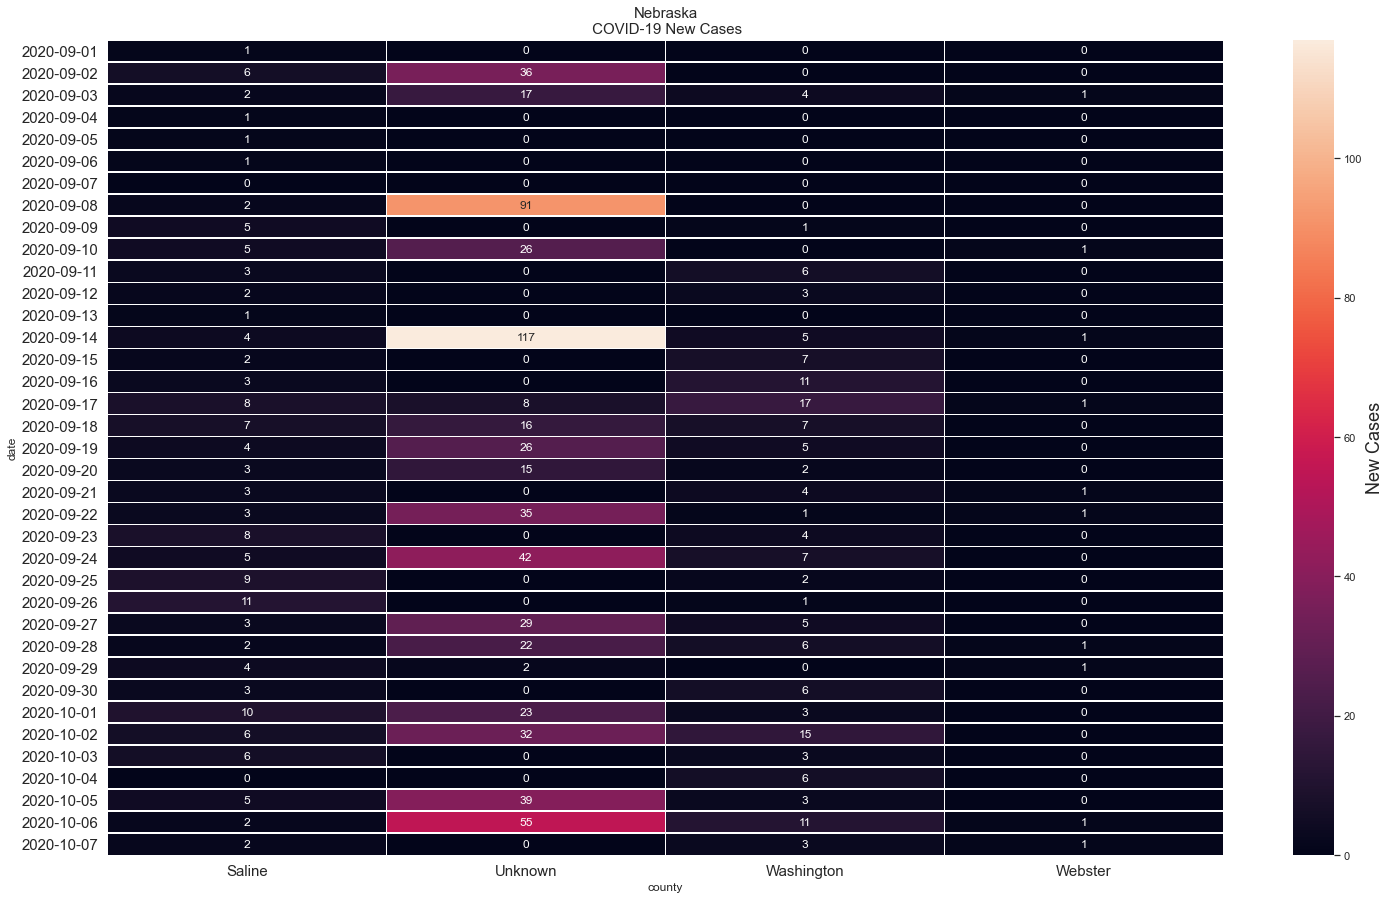 Nebraska
COVID-19 New Cases
2020-09-01 1 0 0 0
2020-09-02 6 36 0 0
2020-09-03 2 17 4 1
2020-09-04 1 0 0 0
2020-09-05 1 0 0 0
2020-09-06 1 0 0 0
2020-09-07 0 0 0 0
2020-09-08 2 91 0 0
2020-09-09 5 0 1 0
2020-09-10 5 26 0 1
2020-09-11 3 0 6 0
2020-09-12 2 0 3 0
2020-09-13 1 0 0 0
2020-09-14 4 117 5 1
2020-09-15 2 0 7 0
2020-09-16 3 0 11 0
2020-09-17 8 8 17 1
2020-09-18 7 16 7 0
2020-09-19 4 26 5 0
2020-09-20 3 15 2 0
2020-09-21 3 0 4 1
2020-09-22 3 35 1 1
2020-09-23 8 0 4 0
2020-09-24 5 42 7 0
2020-09-25 9 0 2 0
2020-09-26 11 0 1 0
2020-09-27 3 29 5 0
2020-09-28 2 22 6 1
2020-09-29 4 2 0 1
2020-09-30 3 0 6 0
2020-10-01 10 23 3 0
2020-10-02 6 32 15 0
2020-10-03 6 0 3 0
2020-10-04 0 0 6 0
2020-10-05 5 39 3 0
2020-10-06 2 55 11 1
2020-10-07 2 0 3 1
Saline Unknown Washington Webster
county
date
100
80
60
40
20
0
New Cases